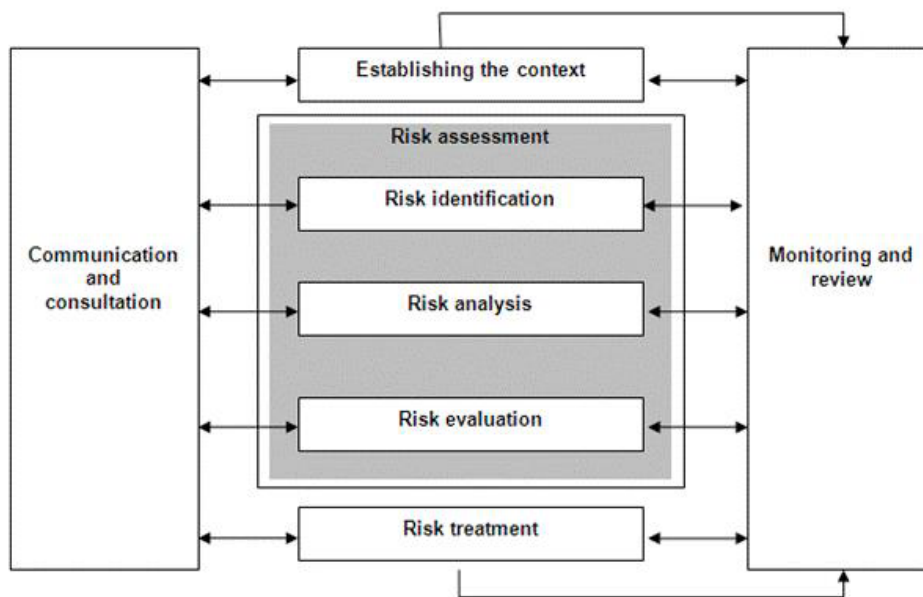 Establishing the context
Risk assessment
Risk identification
Communication
and
consultation
Monitoring and
review
Risk analysis
Risk evaluation
Risk treatment